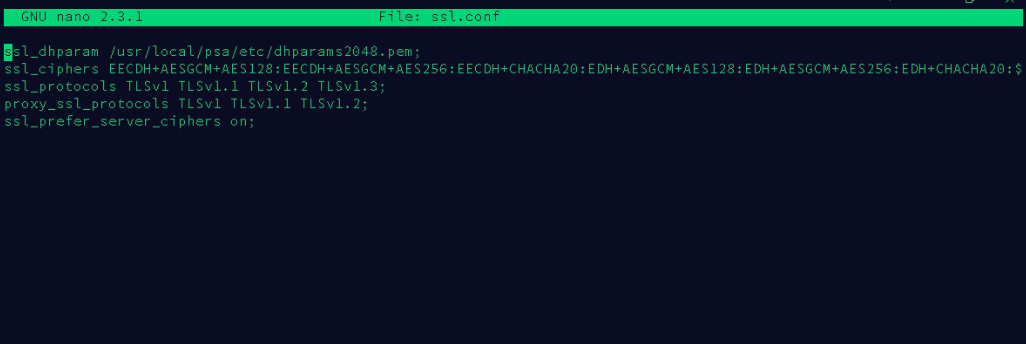 GNU nano 2.3.1 File: ssl.conf
ssl_dhparam /usr/local/psa/etc/dhparams2048.pem;
ssl_ciphers EECDH+AESGCM+AES128:EECDH+AESGCM+AES256:EECDH+CHACHA20:EDH+AESGCM+AES128:EDH+AESGCM+AES256:EDH+CHACHA20:$
ssl_protocols TLSv1 TLSv1.1 TLSv1.2 TLSv1.3;
proxy_ssl_protocols TLSv1 TLSv1.1 TLSv1.2;
ssl_prefer_server_ciphers on;